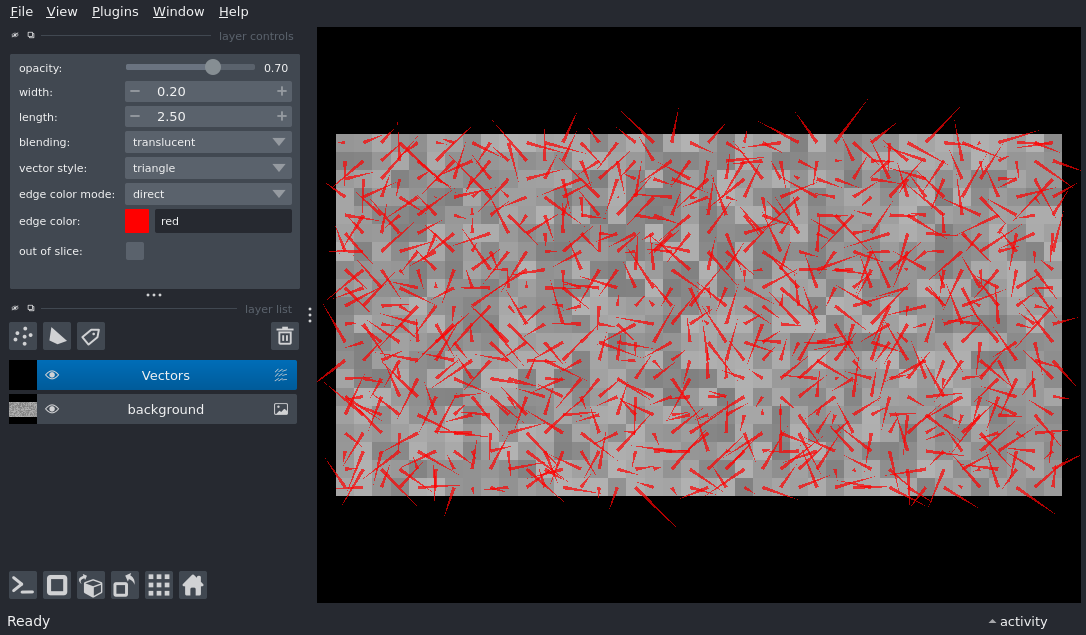 File View Plugins Window Help
layer controls
opacity: 0.70
width: 0.20
length: 2.50
blending: translucent
vector style: triangle
edge color mode: direct
edge color: red
out of slice:
layer list
Vectors
background
Ready
activity